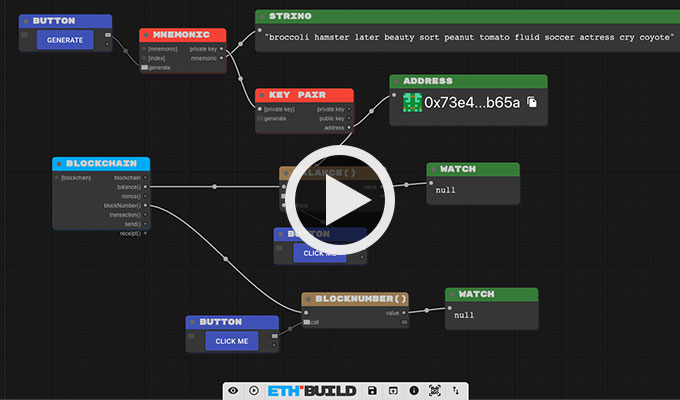 BUTTON
GENERATE
MNEMONIC
[mnemonic] private key
[index] mnemonic
generate
STRING
"broccoli hamster later beauty sort peanut tomato fluid soccer actress cry coyote"
KEY PAIR
[private key] private key
generate public key
address
ADDRESS
0x73e4...b65a
BLOCKCHAIN
[blockchain] blockchain
balance()
nonce()
blockNumber()
transaction()
send()
receipt()
value
WATCH
null
BUTTON
CLICK ME
BLOCKNUMBER()
value
call
WATCH
null
BUTTON
CLICK ME
ETH BUILD